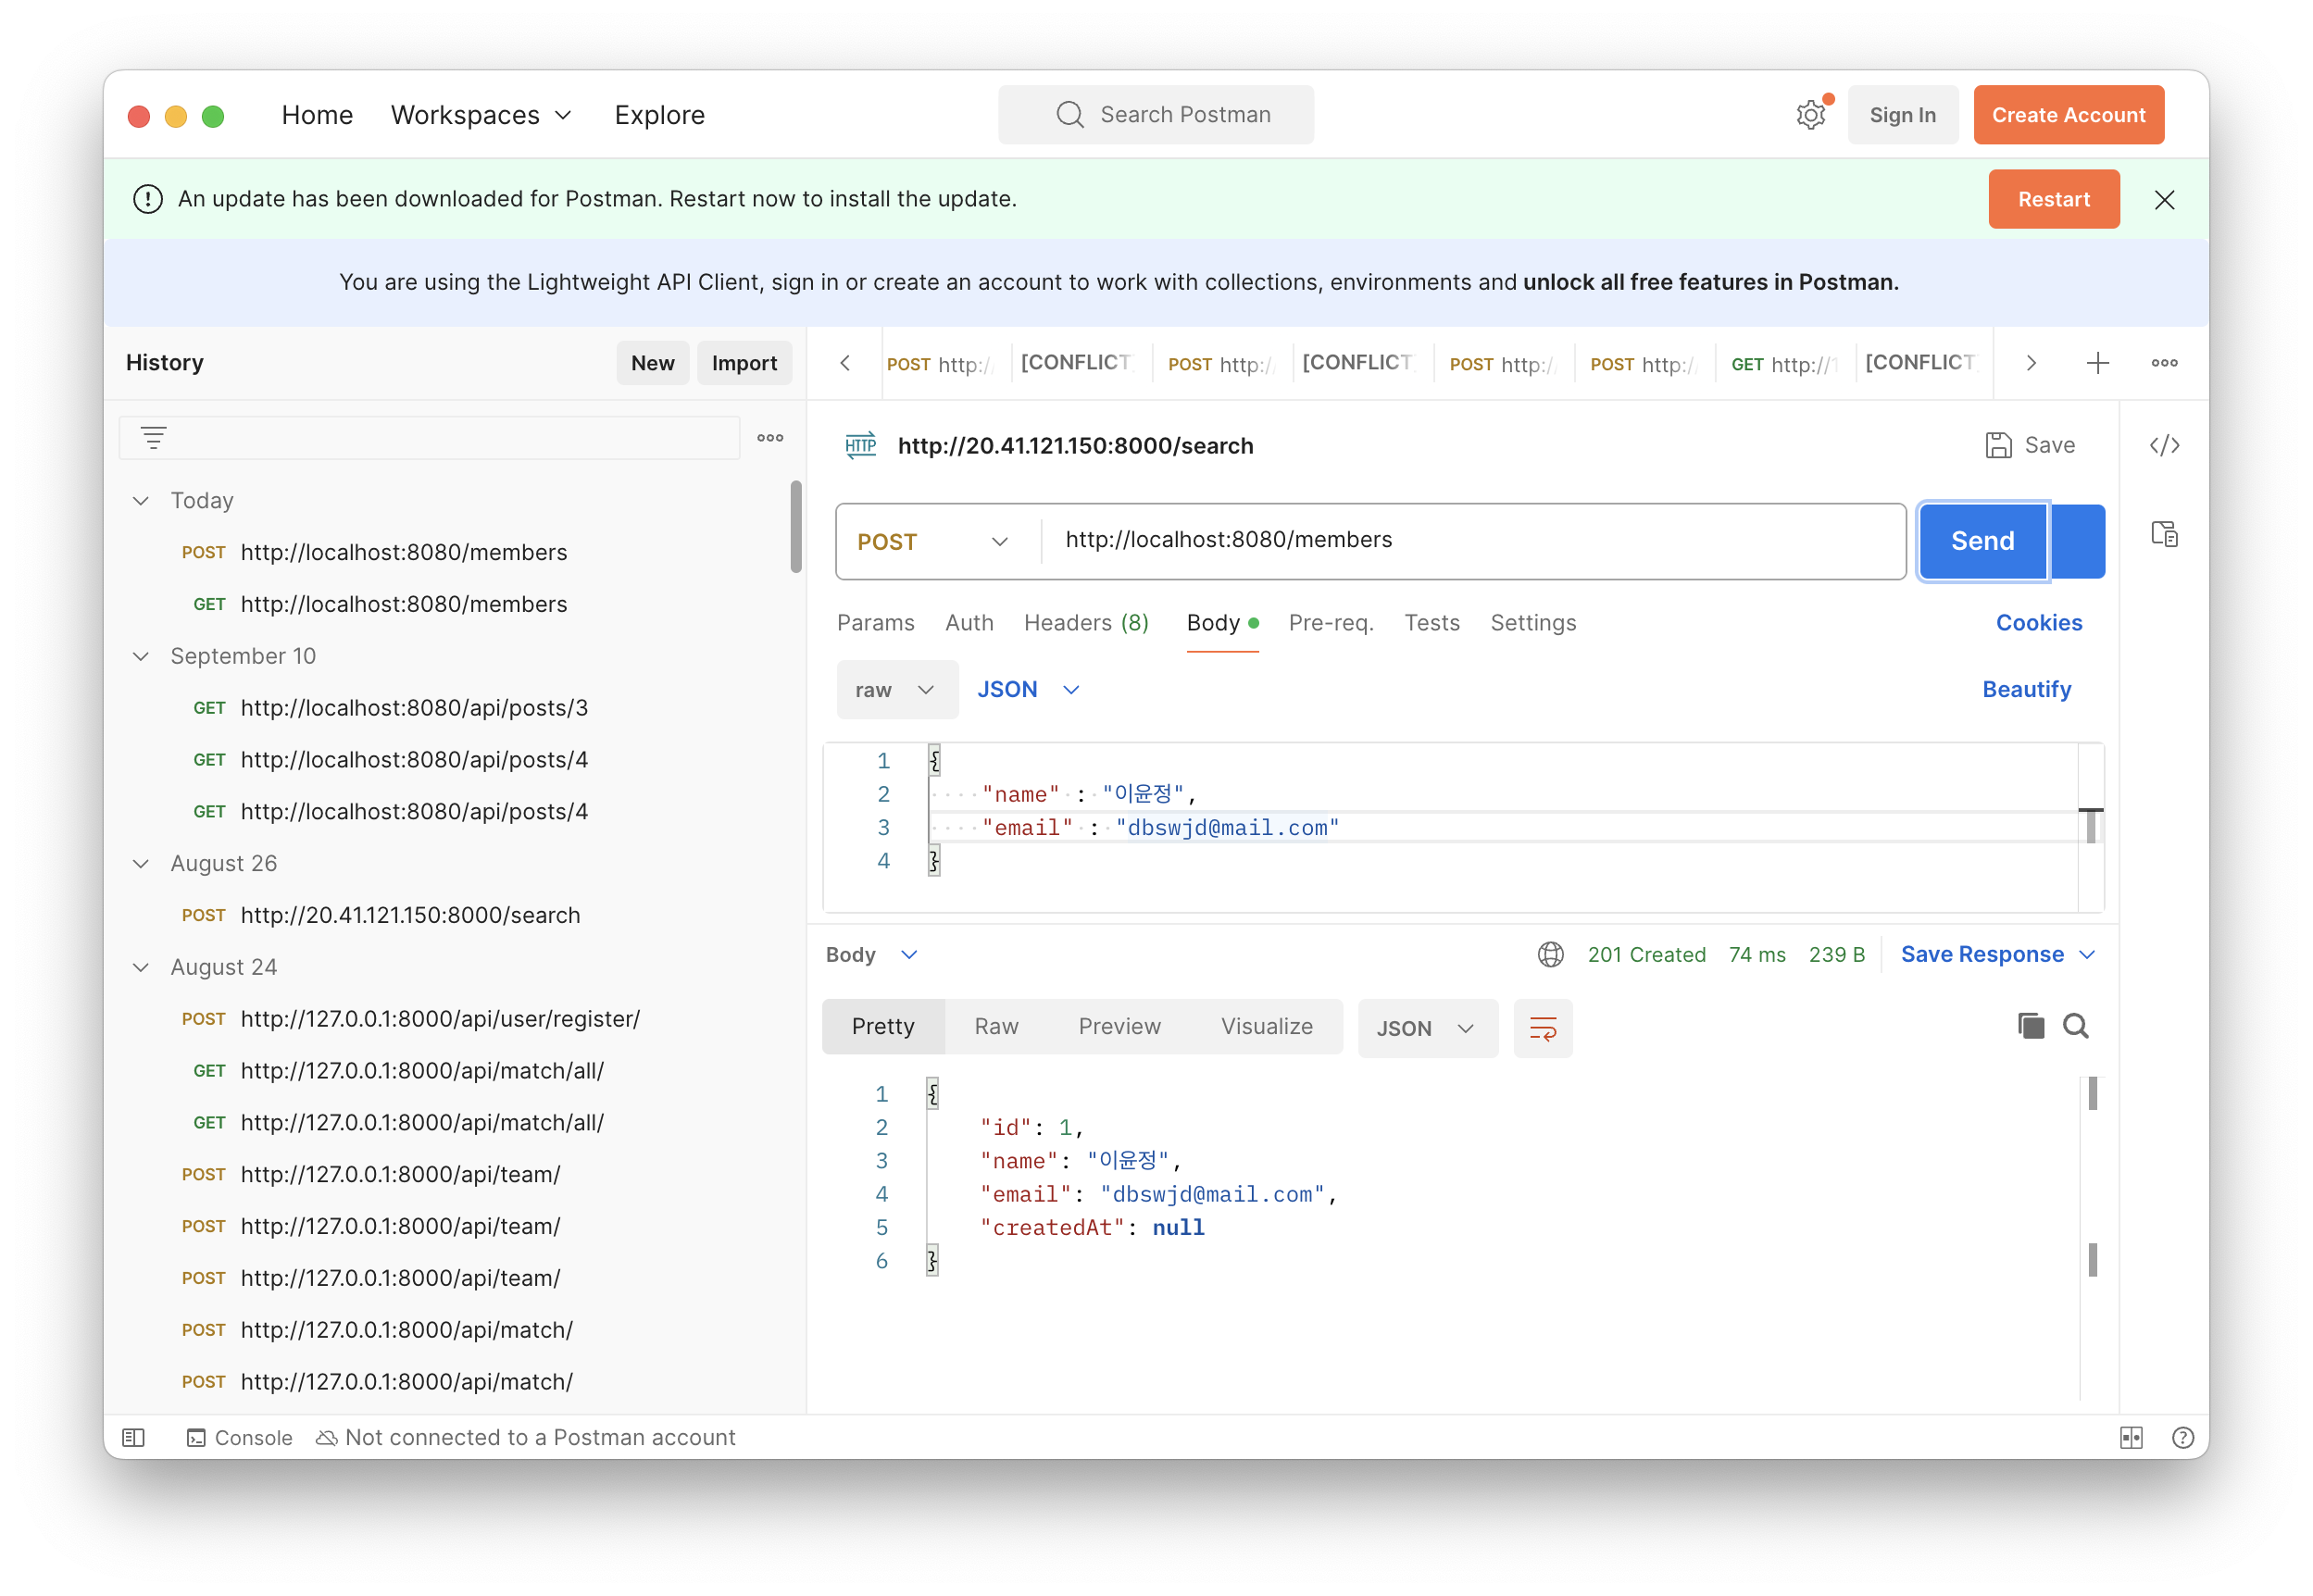 Home Workspaces Explore Search Postman Sign In Create Account
An update has been downloaded for Postman. Restart now to install the update. Restart
You are using the Lightweight API Client, sign in or create an account to work with collections, environments and unlock all free features in Postman.
History New Import
POST http:/ [CONFLICT POST http:/ [CONFLICT POST http:/ POST http:/ GET http://1 [CONFLICT
HTTP http://20.41.121.150:8000/search Save
Today
POST http://localhost:8080/members
GET http://localhost:8080/members
September 10
GET http://localhost:8080/api/posts/3
GET http://localhost:8080/api/posts/4
GET http://localhost:8080/api/posts/4
August 26
POST http://20.41.121.150:8000/search
August 24
POST http://127.0.0.1:8000/api/user/register/
GET http://127.0.0.1:8000/api/match/all/
GET http://127.0.0.1:8000/api/match/all/
POST http://127.0.0.1:8000/api/team/
POST http://127.0.0.1:8000/api/team/
POST http://127.0.0.1:8000/api/team/
POST http://127.0.0.1:8000/api/match/
POST http://127.0.0.1:8000/api/match/
POST http://localhost:8080/members Send
Params Auth Headers (8) Body Pre-req. Tests Settings Cookies
raw JSON Beautify
1 {
2 "name" : "이윤정",
3 "email" : "dbswjd@mail.com"
4 }
Body 201 Created 74 ms 239 B Save Response
Pretty Raw Preview Visualize JSON
1 {
2 "id": 1,
3 "name": "이윤정",
4 "email": "dbswjd@mail.com",
5 "createdAt": null
6 }
Console Not connected to a Postman account